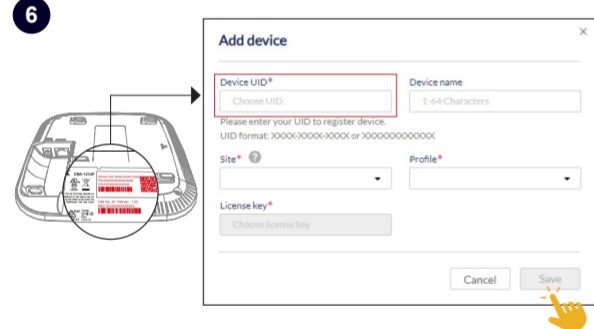 6
Add device
Device UID* Device name
Choose UID 1-64 Characters
Please enter your UID to register device.
UID format: XXXX-XXXX-XXXX or XXXXXXXXXXXX
Site* ? Profile*
License key*
Choose license key
Cancel Save